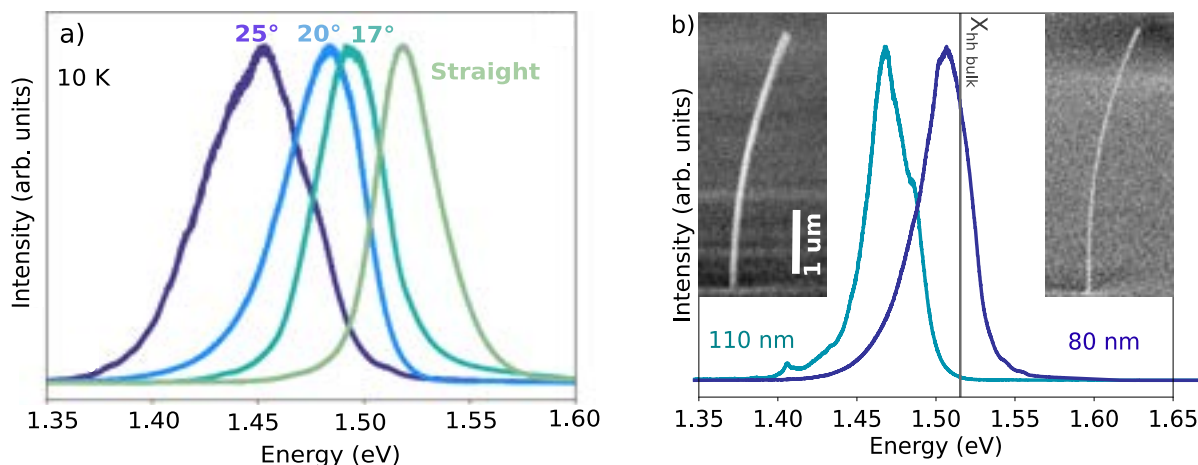 a)
25° 20° 17°
10 K
Straight
Intensity (arb. units)
1.35 1.40 1.45 1.50 1.55 1.60
Energy (eV)
b)
X hh bulk
1 um
Intensity (arb. units)
110 nm
80 nm
1.35 1.40 1.45 1.50 1.55 1.60 1.65
Energy (eV)